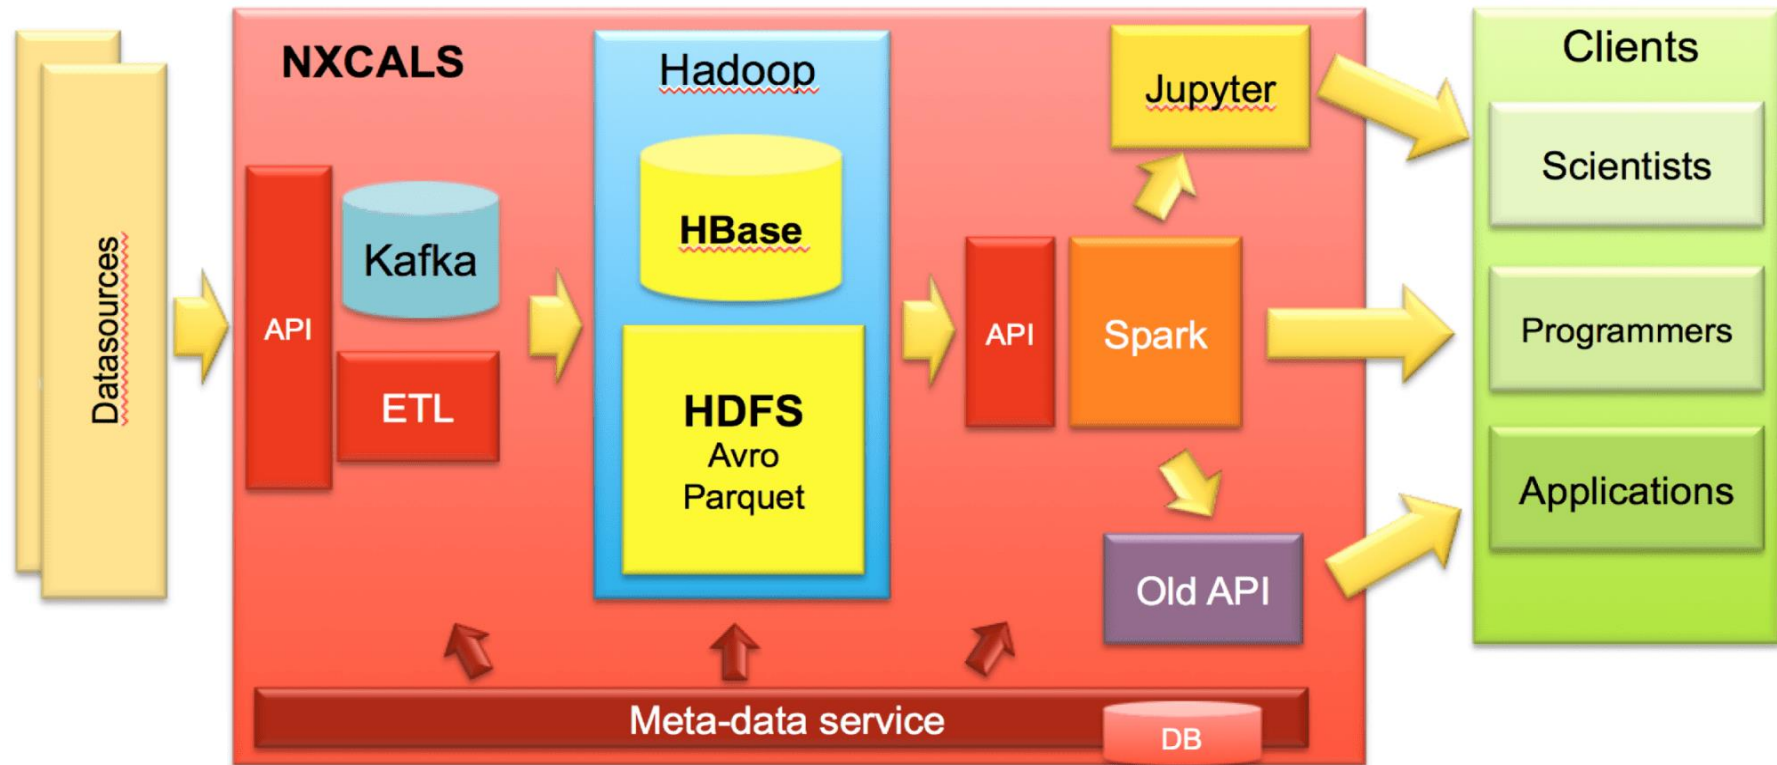 Datasources
NXCALS
API
Kafka
ETL
Hadoop
HBase
HDFS
Avro
Parquet
API
Spark
Jupyter
Old API
Meta-data service
DB
Clients
Scientists
Programmers
Applications